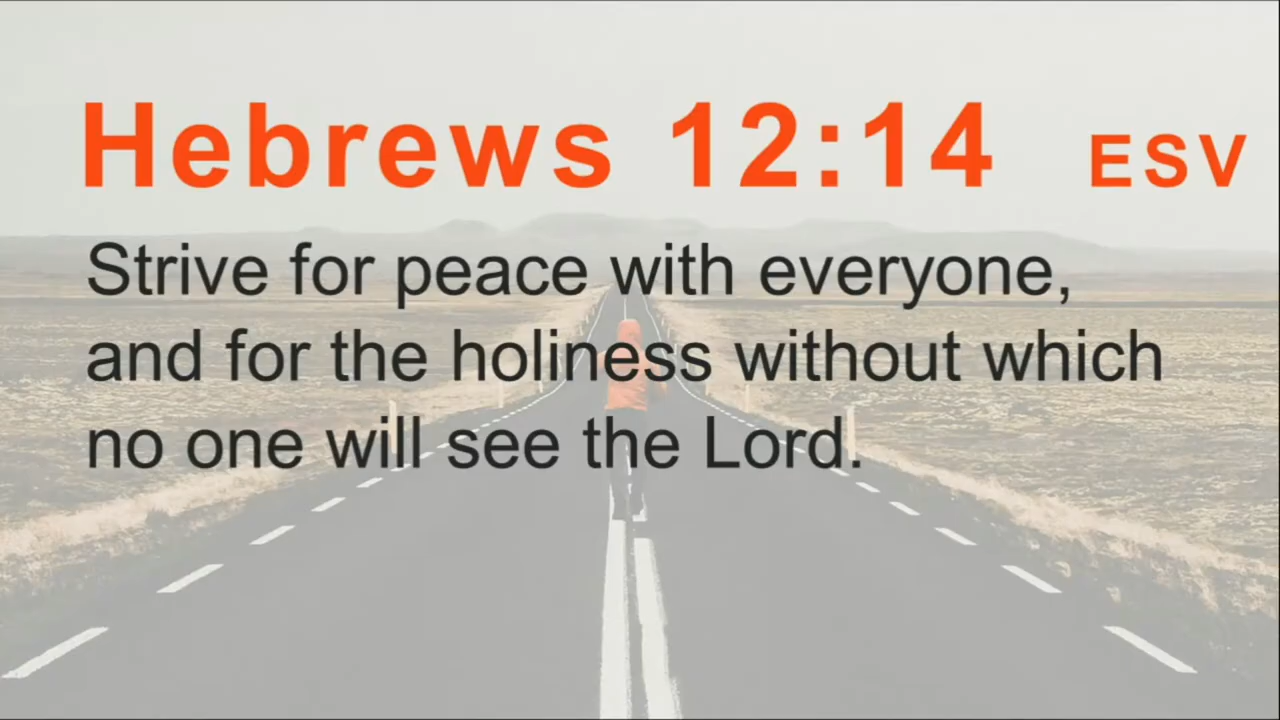 Hebrews 12:14 ESV
Strive for peace with everyone,
and for the holiness without which
no one will see the Lord.